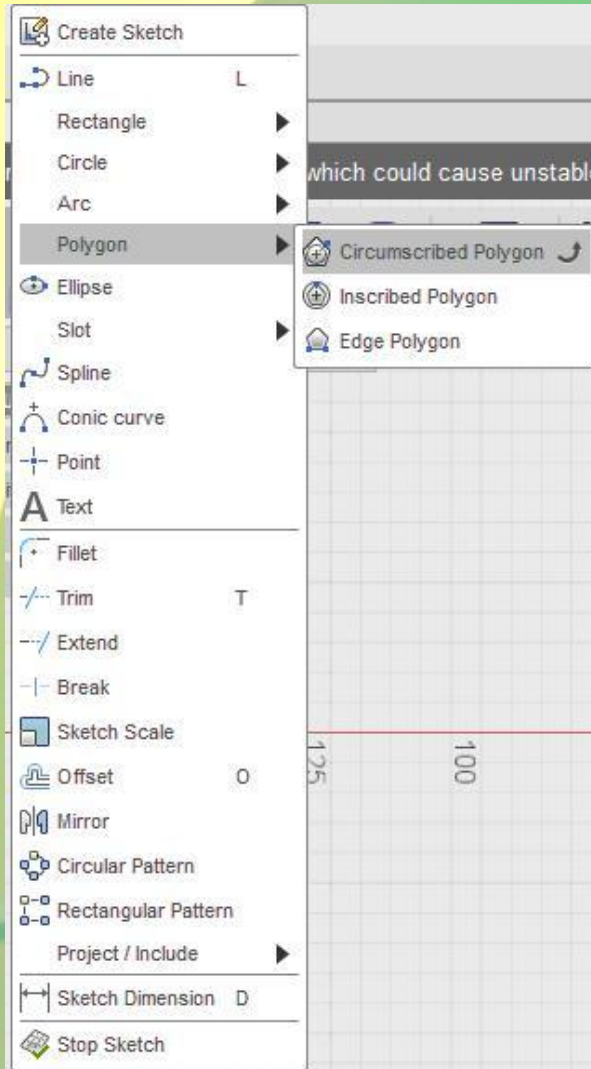 Create Sketch
Line L
Rectangle
Circle
which could cause unstabl
Arc
Polygon
Circumscribed Polygon
Inscribed Polygon
Edge Polygon
Ellipse
Slot
Spline
Conic curve
Point
A Text
Fillet
Trim T
Extend
Break
Sketch Scale
125
100
Offset O
Mirror
Circular Pattern
Rectangular Pattern
Project / Include
Sketch Dimension D
Stop Sketch